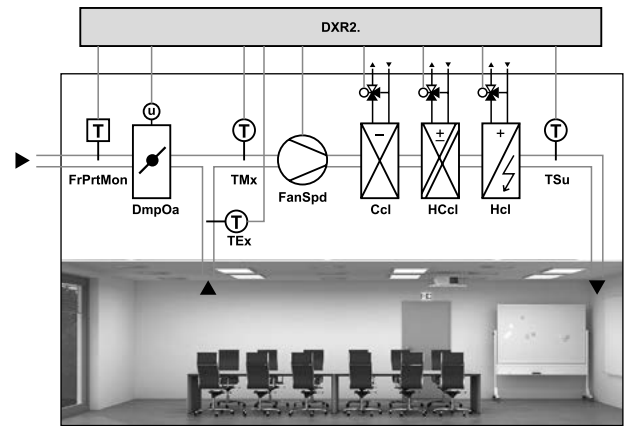 DXR2.
u
T
T
T
− ± +
FrPrtMon
TMx
TSu
DmpOa
FanSpd
Ccl
HCcl
Hcl
T
TEx